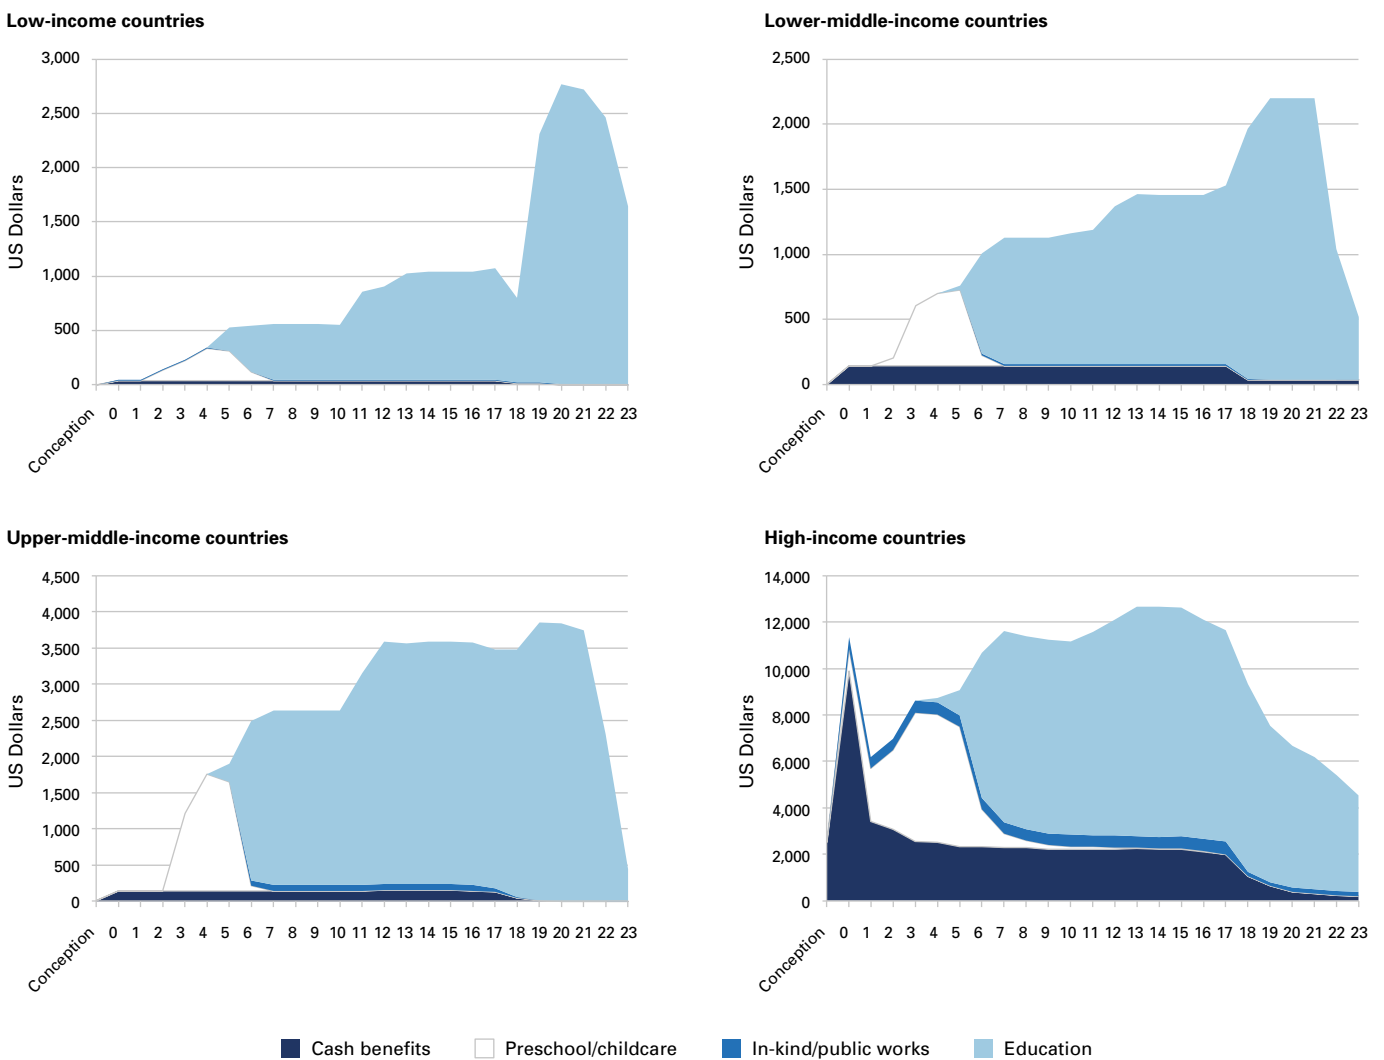 Low-income countries
3,000
2,500
2,000
1,500
1,000
500
0
US Dollars
Conception 0 1 2 3 4 5 6 7 8 9 10 11 12 13 14 15 16 17 18 19 20 21 22 23
Lower-middle-income countries
2,500
2,000
1,500
1,000
500
0
US Dollars
Conception 0 1 2 3 4 5 6 7 8 9 10 11 12 13 14 15 16 17 18 19 20 21 22 23
Upper-middle-income countries
4,500
4,000
3,500
3,000
2,500
2,000
1,500
1,000
500
0
US Dollars
Conception 0 1 2 3 4 5 6 7 8 9 10 11 12 13 14 15 16 17 18 19 20 21 22 23
High-income countries
14,000
12,000
10,000
8,000
6,000
4,000
2,000
0
US Dollars
Conception 0 1 2 3 4 5 6 7 8 9 10 11 12 13 14 15 16 17 18 19 20 21 22 23
Cash benefits Preschool/childcare In-kind/public works Education